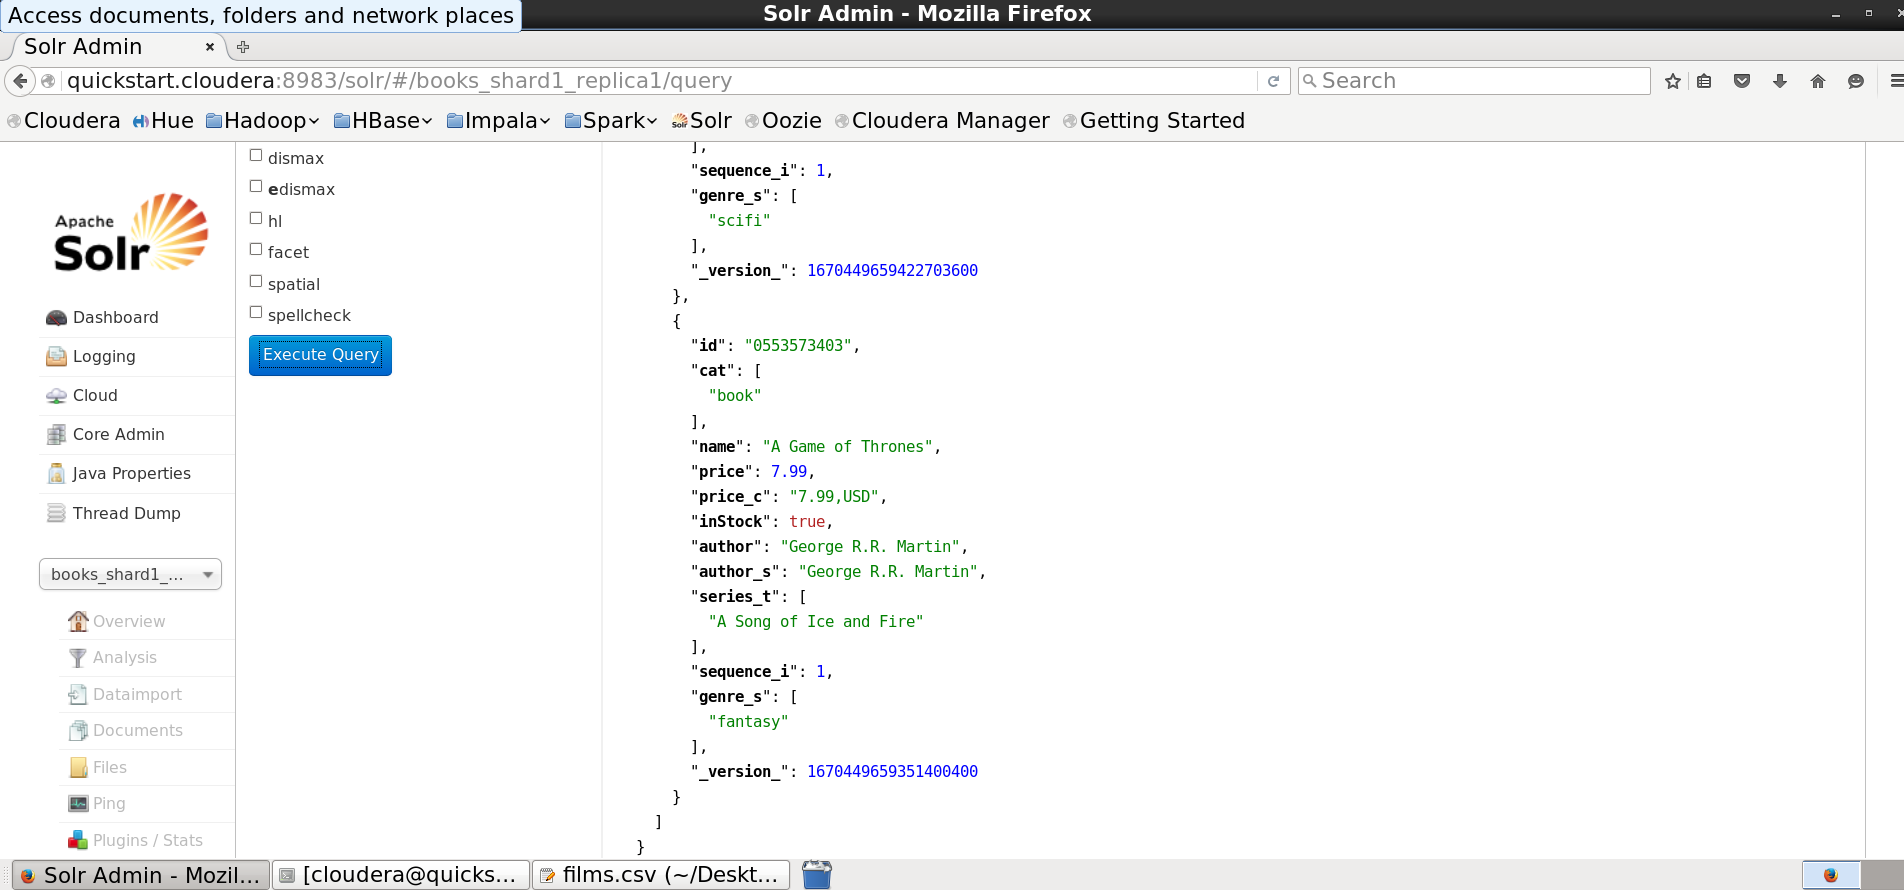 Access documents, folders and network places
Solr Admin - Mozilla Firefox
Solr Admin
quickstart.cloudera:8983/solr/#/books_shard1_replica1/query
Search
Cloudera Hue Hadoop HBase Impala Spark Solr Oozie Cloudera Manager Getting Started
Apache
Solr
Dashboard
Logging
Cloud
Core Admin
Java Properties
Thread Dump
books_shard1_...
Overview
Analysis
Dataimport
Documents
Files
Ping
Plugins / Stats
dismax
edismax
hl
facet
spatial
spellcheck
Execute Query
],
"sequence_i": 1,
"genre_s": [
"scifi"
],
"_version_": 1670449659422703600
},
{
"id": "0553573403",
"cat": [
"book"
],
"name": "A Game of Thrones",
"price": 7.99,
"price_c": "7.99,USD",
"inStock": true,
"author": "George R.R. Martin",
"author_s": "George R.R. Martin",
"series_t": [
"A Song of Ice and Fire"
],
"sequence_i": 1,
"genre_s": [
"fantasy"
],
"_version_": 1670449659351400400
}
]
}
Solr Admin - Mozil...
[cloudera@quicks...
films.csv (~/Deskt...